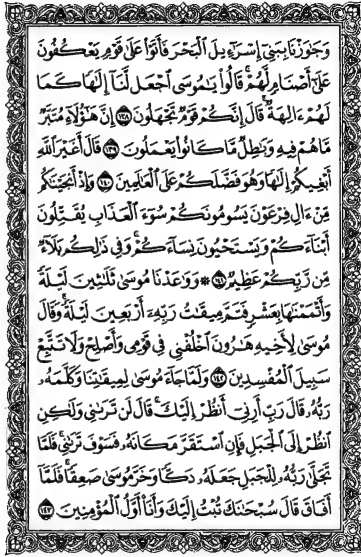 وَجَٰوَزْنَا بِبَنِىٓ إِسْرَٰٓءِيلَ ٱلْبَحْرَ فَأَتَوْا۟ عَلَىٰ قَوْمٍ يَعْكُفُونَ
عَلَىٰٓ أَصْنَامٍ لَّهُمْ ۚ قَالُوا۟ يَٰمُوسَى ٱجْعَل لَّنَآ إِلَٰهًا كَمَا
لَهُمْ ءَالِهَةٌ ۚ قَالَ إِنَّكُمْ قَوْمٌ تَجْهَلُونَ ١٣٨ إِنَّ هَٰٓؤُلَآءِ مُتَبَّرٌ
مَّا هُمْ فِيهِ وَبَٰطِلٌ مَّا كَانُوا۟ يَعْمَلُونَ ١٣٩ قَالَ أَغَيْرَ ٱللَّهِ
أَبْغِيكُمْ إِلَٰهًا وَهُوَ فَضَّلَكُمْ عَلَى ٱلْعَٰلَمِينَ ١٤٠ وَإِذْ أَنجَيْنَٰكُم
مِّنْ ءَالِ فِرْعَوْنَ يَسُومُونَكُمْ سُوٓءَ ٱلْعَذَابِ ۖ يُقَتِّلُونَ
أَبْنَآءَكُمْ وَيَسْتَحْيُونَ نِسَآءَكُمْ ۚ وَفِى ذَٰلِكُم بَلَآءٌ
مِّن رَّبِّكُمْ عَظِيمٌ ١٤١ ۞ وَوَٰعَدْنَا مُوسَىٰ ثَلَٰثِينَ لَيْلَةً
وَأَتْمَمْنَٰهَا بِعَشْرٍ فَتَمَّ مِيقَٰتُ رَبِّهِۦٓ أَرْبَعِينَ لَيْلَةً ۚ وَقَالَ
مُوسَىٰ لِأَخِيهِ هَٰرُونَ ٱخْلُفْنِى فِى قَوْمِى وَأَصْلِحْ وَلَا تَتَّبِعْ
سَبِيلَ ٱلْمُفْسِدِينَ ١٤٢ وَلَمَّا جَآءَ مُوسَىٰ لِمِيقَٰتِنَا وَكَلَّمَهُۥ
رَبُّهُۥ قَالَ رَبِّ أَرِنِىٓ أَنظُرْ إِلَيْكَ ۚ قَالَ لَن تَرَىٰنِى وَلَٰكِنِ
ٱنظُرْ إِلَى ٱلْجَبَلِ فَإِنِ ٱسْتَقَرَّ مَكَانَهُۥ فَسَوْفَ تَرَىٰنِى ۚ فَلَمَّا
تَجَلَّىٰ رَبُّهُۥ لِلْجَبَلِ جَعَلَهُۥ دَكًّا وَخَرَّ مُوسَىٰ صَعِقًا ۚ فَلَمَّآ
أَفَاقَ قَالَ سُبْحَٰنَكَ تُبْتُ إِلَيْكَ وَأَنَا۠ أَوَّلُ ٱلْمُؤْمِنِينَ ١٤٣